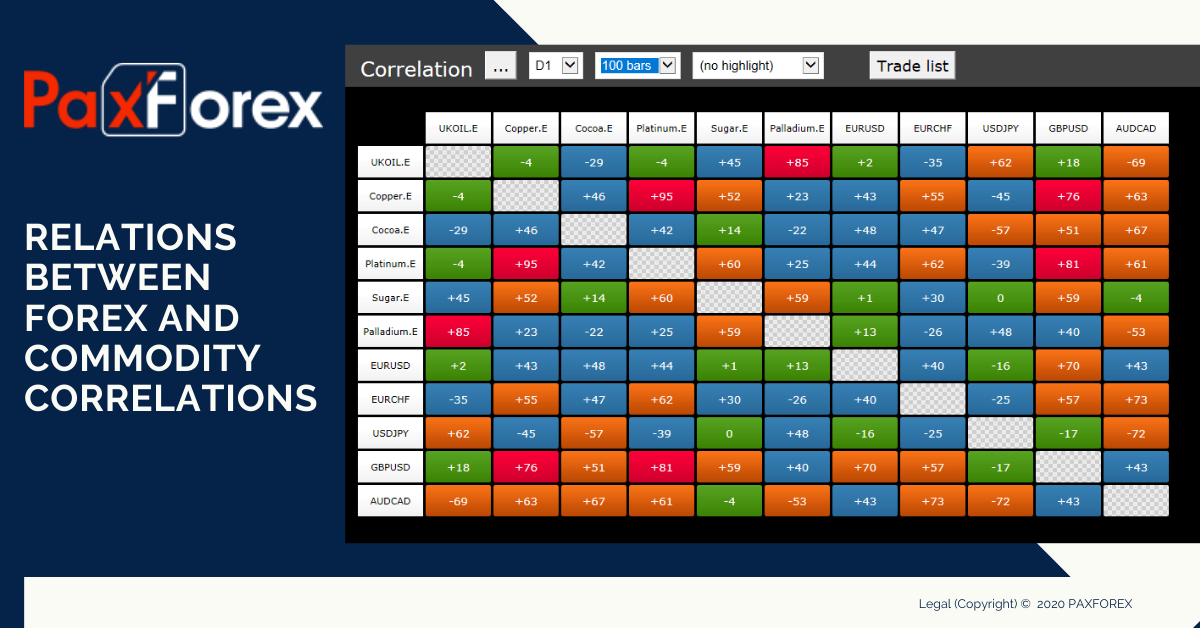 PaxForex
RELATIONS
BETWEEN
FOREX AND
COMMODITY
CORRELATIONS
Correlation ... D1 100 bars (no highlight) Trade list
UKOIL.E Copper.E Cocoa.E Platinum.E Sugar.E Palladium.E EURUSD EURCHF USDJPY GBPUSD AUDCAD
UKOIL.E -4 -29 -4 +45 +85 +2 -35 +62 +18 -69
Copper.E -4 +46 +95 +52 +23 +43 +55 -45 +76 +63
Cocoa.E -29 +46 +42 +14 -22 +48 +47 -57 +51 +67
Platinum.E -4 +95 +42 +60 +25 +44 +62 -39 +81 +61
Sugar.E +45 +52 +14 +60 +59 +1 +30 0 +59 -4
Palladium.E +85 +23 -22 +25 +59 +13 -26 +48 +40 -53
EURUSD +2 +43 +48 +44 +1 +13 +40 -16 +70 +43
EURCHF -35 +55 +47 +62 +30 -26 +40 -25 +57 +73
USDJPY +62 -45 -57 -39 0 +48 -16 -25 -17 -72
GBPUSD +18 +76 +51 +81 +59 +40 +70 +57 -17 +43
AUDCAD -69 +63 +67 +61 -4 -53 +43 +73 -72 +43
Legal (Copyright) © 2020 PAXFOREX